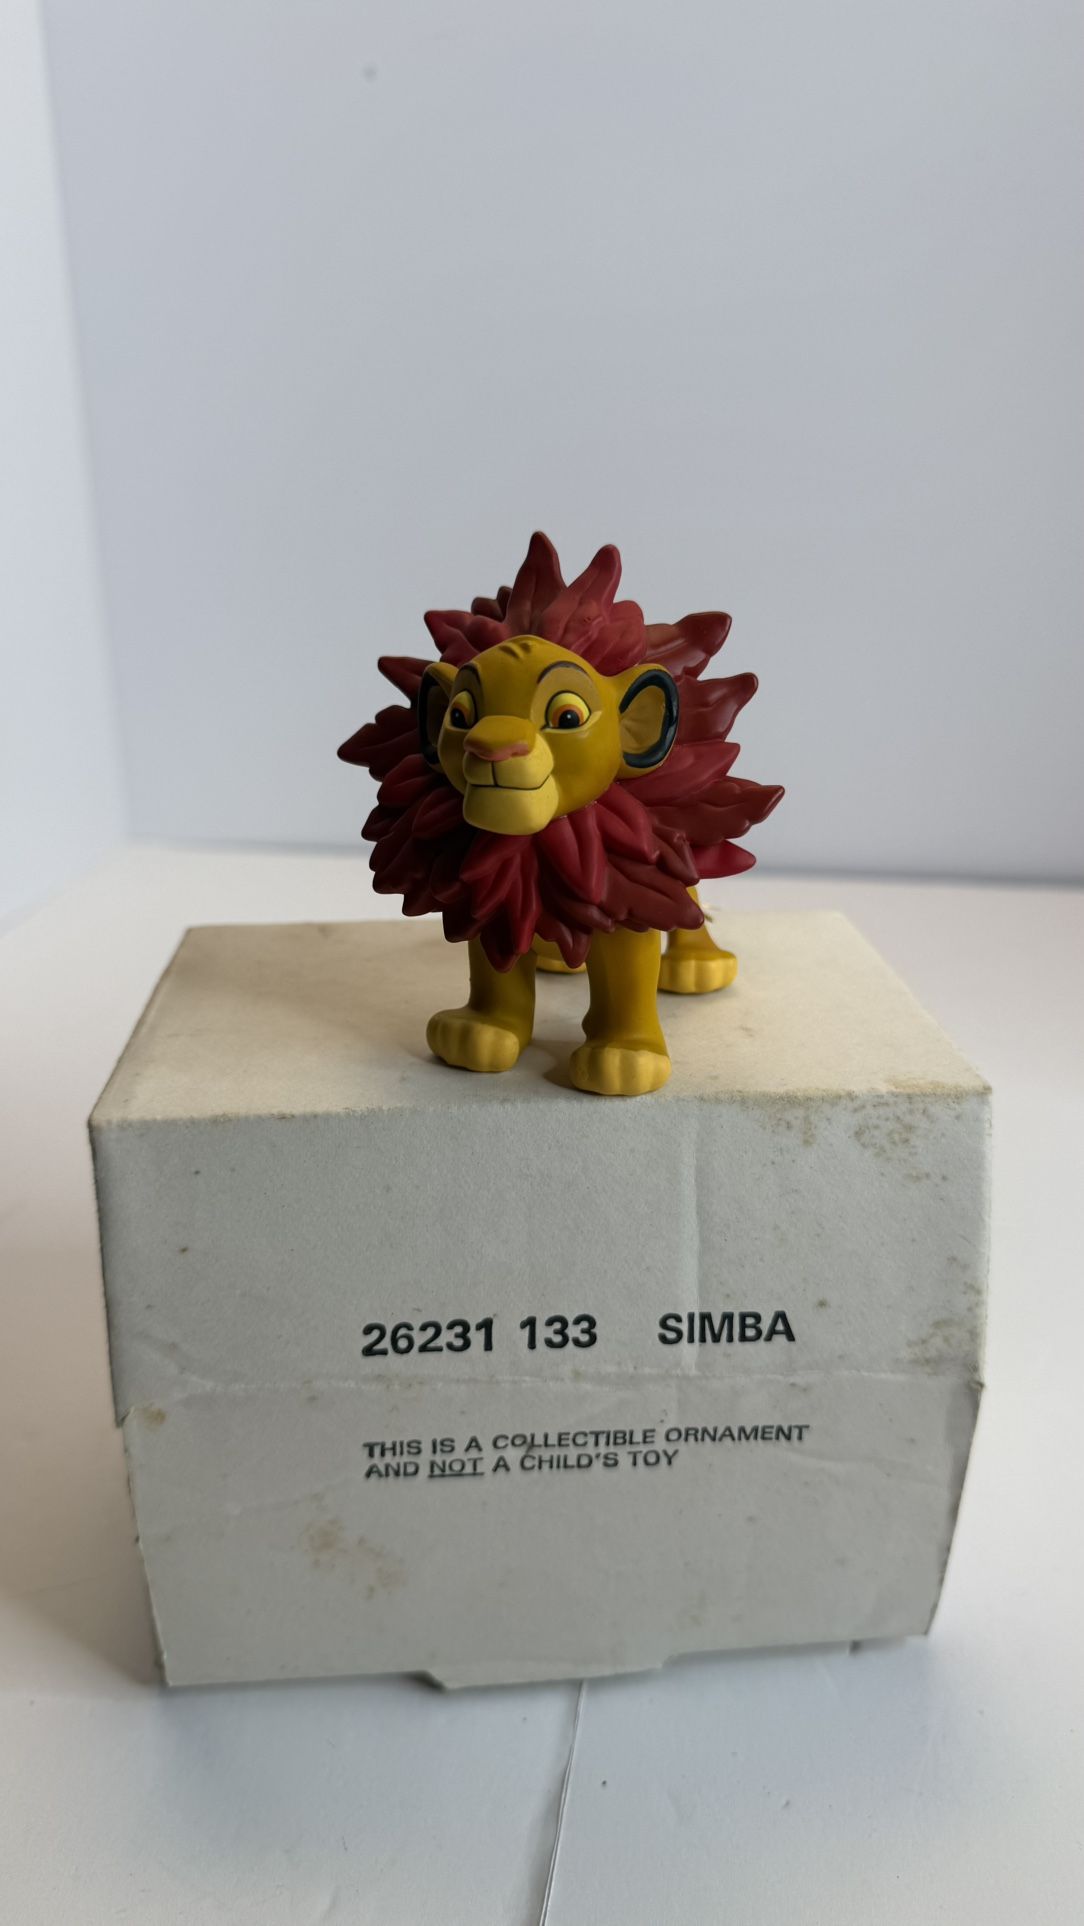 26231 133 SIMBA
THIS IS A COLLECTIBLE ORNAMENT
AND NOT A CHILD'S TOY